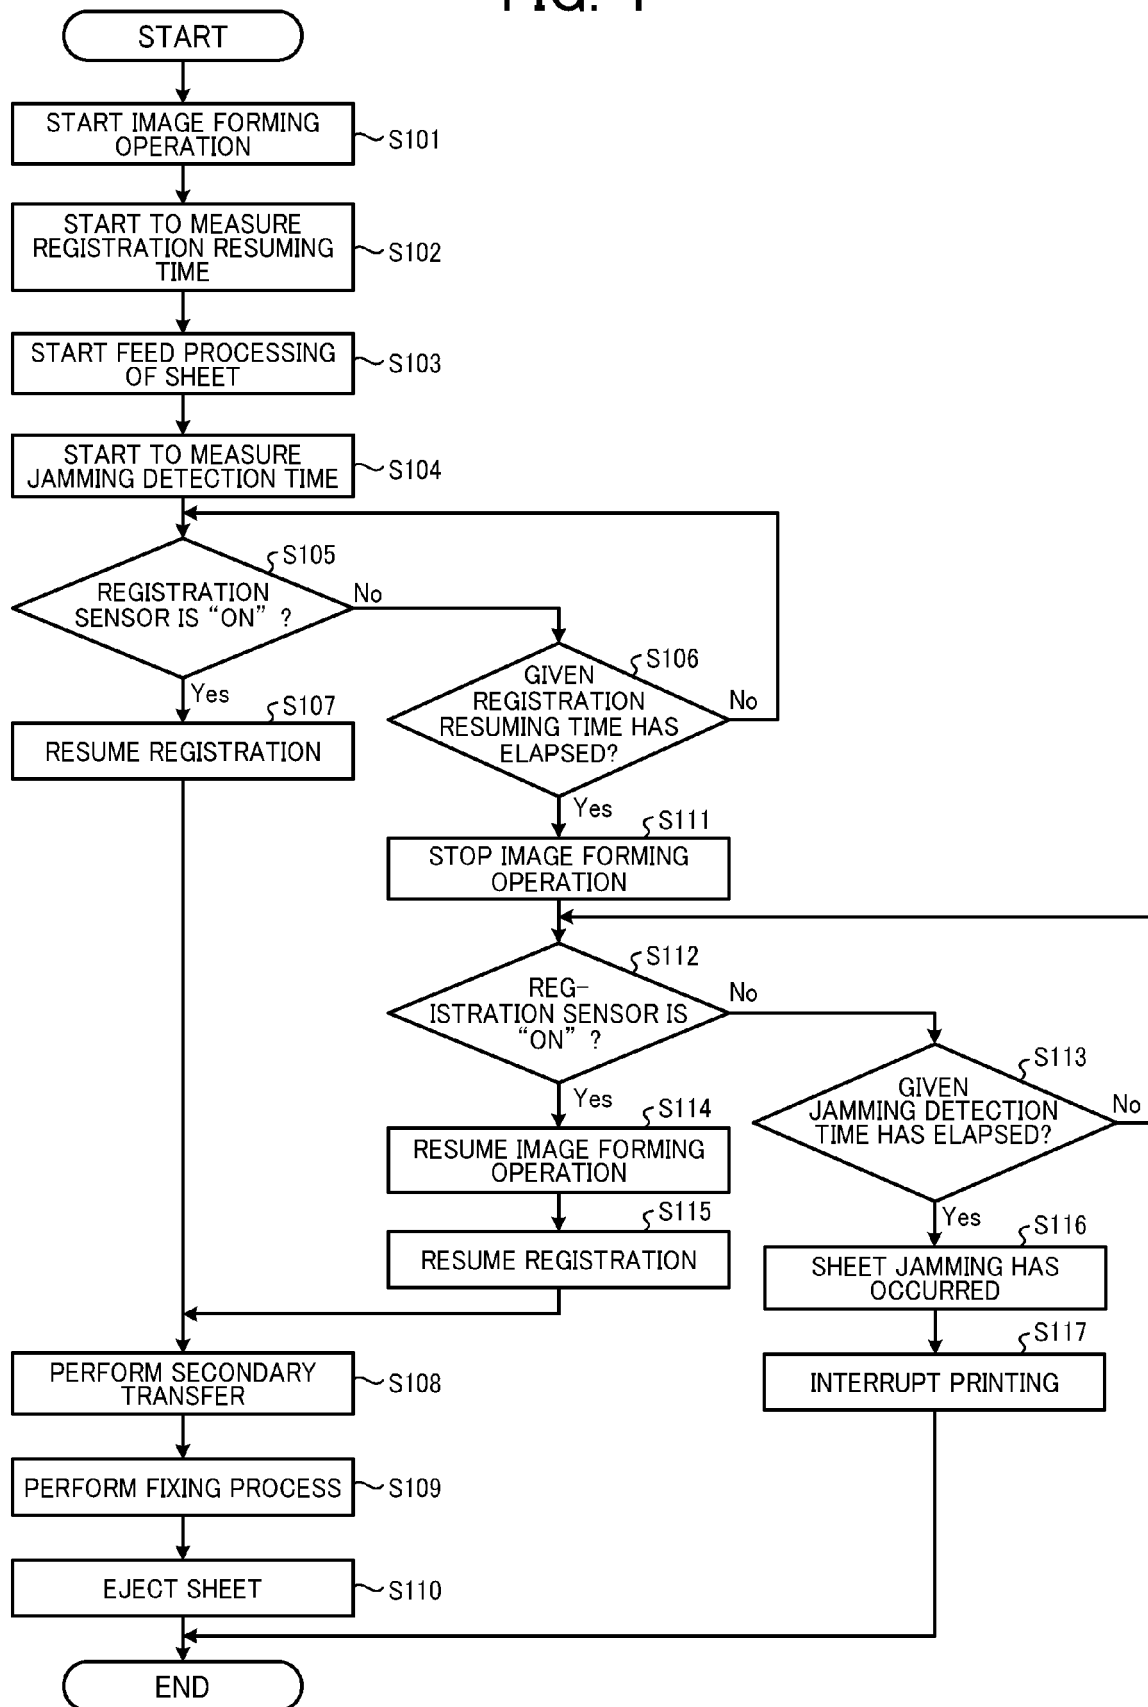 START
START IMAGE FORMING
OPERATION
S101
START TO MEASURE
REGISTRATION RESUMING
TIME
S102
START FEED PROCESSING
OF SHEET
S103
START TO MEASURE
JAMMING DETECTION TIME
S104
S105
REGISTRATION
SENSOR IS “ON” ?
No
Yes
S106
GIVEN
REGISTRATION
RESUMING TIME HAS
ELAPSED?
No
Yes
S107
RESUME REGISTRATION
S111
STOP IMAGE FORMING
OPERATION
S112
REG-
ISTRATION SENSOR IS
“ON” ?
No
Yes
S113
GIVEN
JAMMING DETECTION
TIME HAS ELAPSED?
No
Yes
S114
RESUME IMAGE FORMING
OPERATION
S115
RESUME REGISTRATION
S116
SHEET JAMMING HAS
OCCURRED
S117
INTERRUPT PRINTING
PERFORM SECONDARY
TRANSFER
S108
PERFORM FIXING PROCESS
S109
EJECT SHEET
S110
END